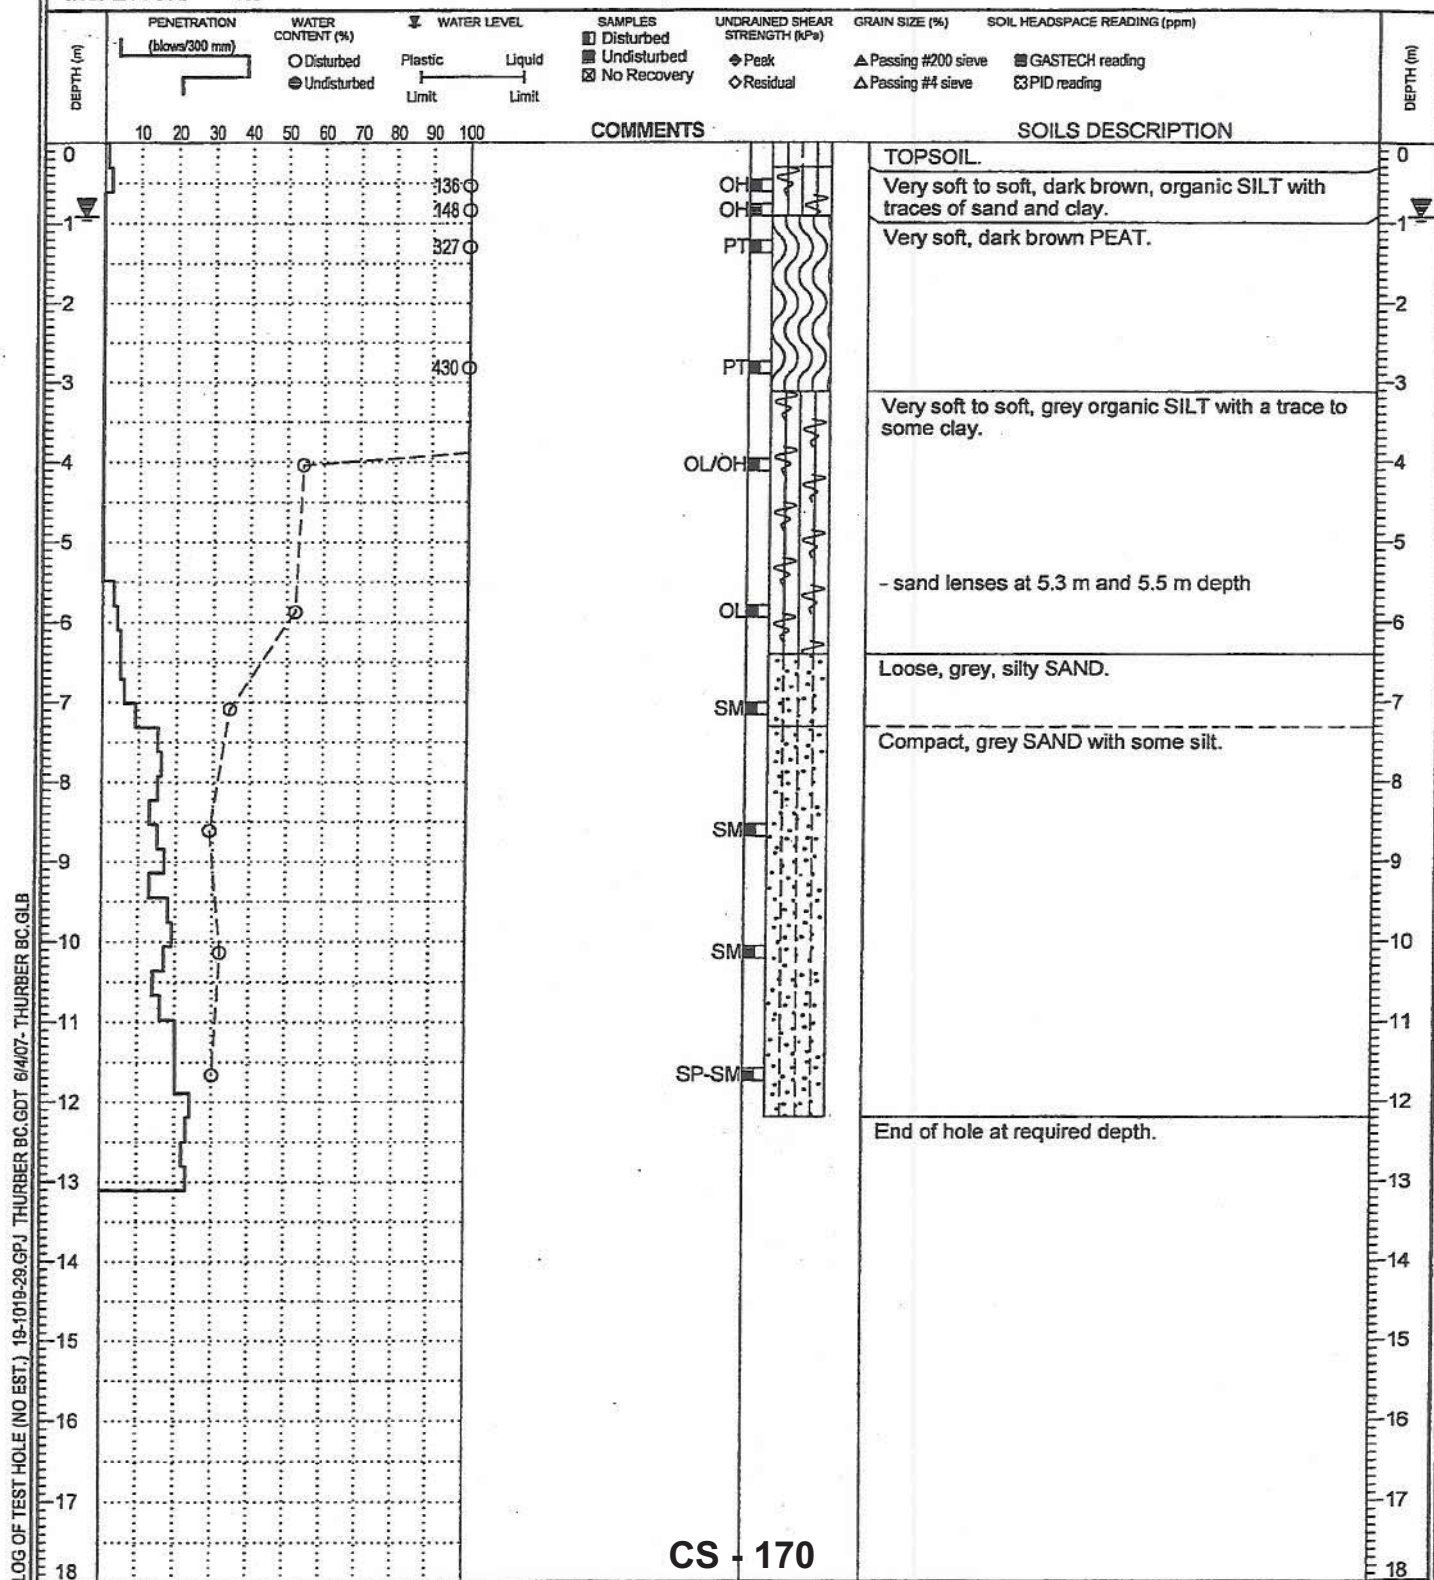 DEPTH (m)
PENETRATION
(blows/300 mm)
WATER
CONTENT (%)
Disturbed
Undisturbed
WATER LEVEL
Plastic Liquid
Limit Limit
SAMPLES
Disturbed
Undisturbed
No Recovery
UNDRAINED SHEAR
STRENGTH (kPa)
Peak
Residual
GRAIN SIZE (%)
Passing #200 sieve
Passing #4 sieve
SOIL HEADSPACE READING (ppm)
GASTECH reading
PID reading
DEPTH (m)
10 20 30 40 50 60 70 80 90 100
COMMENTS
SOILS DESCRIPTION
0
TOPSOIL.
0
136
OH
Very soft to soft, dark brown, organic SILT with
traces of sand and clay.
148
OH
-1
-1
Very soft, dark brown PEAT.
327
PT
-2
-2
430
PT
-3
-3
Very soft to soft, grey organic SILT with a trace to
some clay.
-4
OL/OH
-4
-5
-5
- sand lenses at 5.3 m and 5.5 m depth
OL
-6
-6
Loose, grey, silty SAND.
-7
SM
-7
Compact, grey SAND with some silt.
-8
-8
SM
-9
-9
-10
SM
-10
-11
-11
SP-SM
-12
-12
End of hole at required depth.
-13
-13
-14
-14
-15
-15
-16
-16
-17
-17
18
18
LOG OF TEST HOLE (NO EST.) 19-1019-29.GPJ THURBER BC.GDT 6/4/07- THURBER BC.GLB
CS - 170